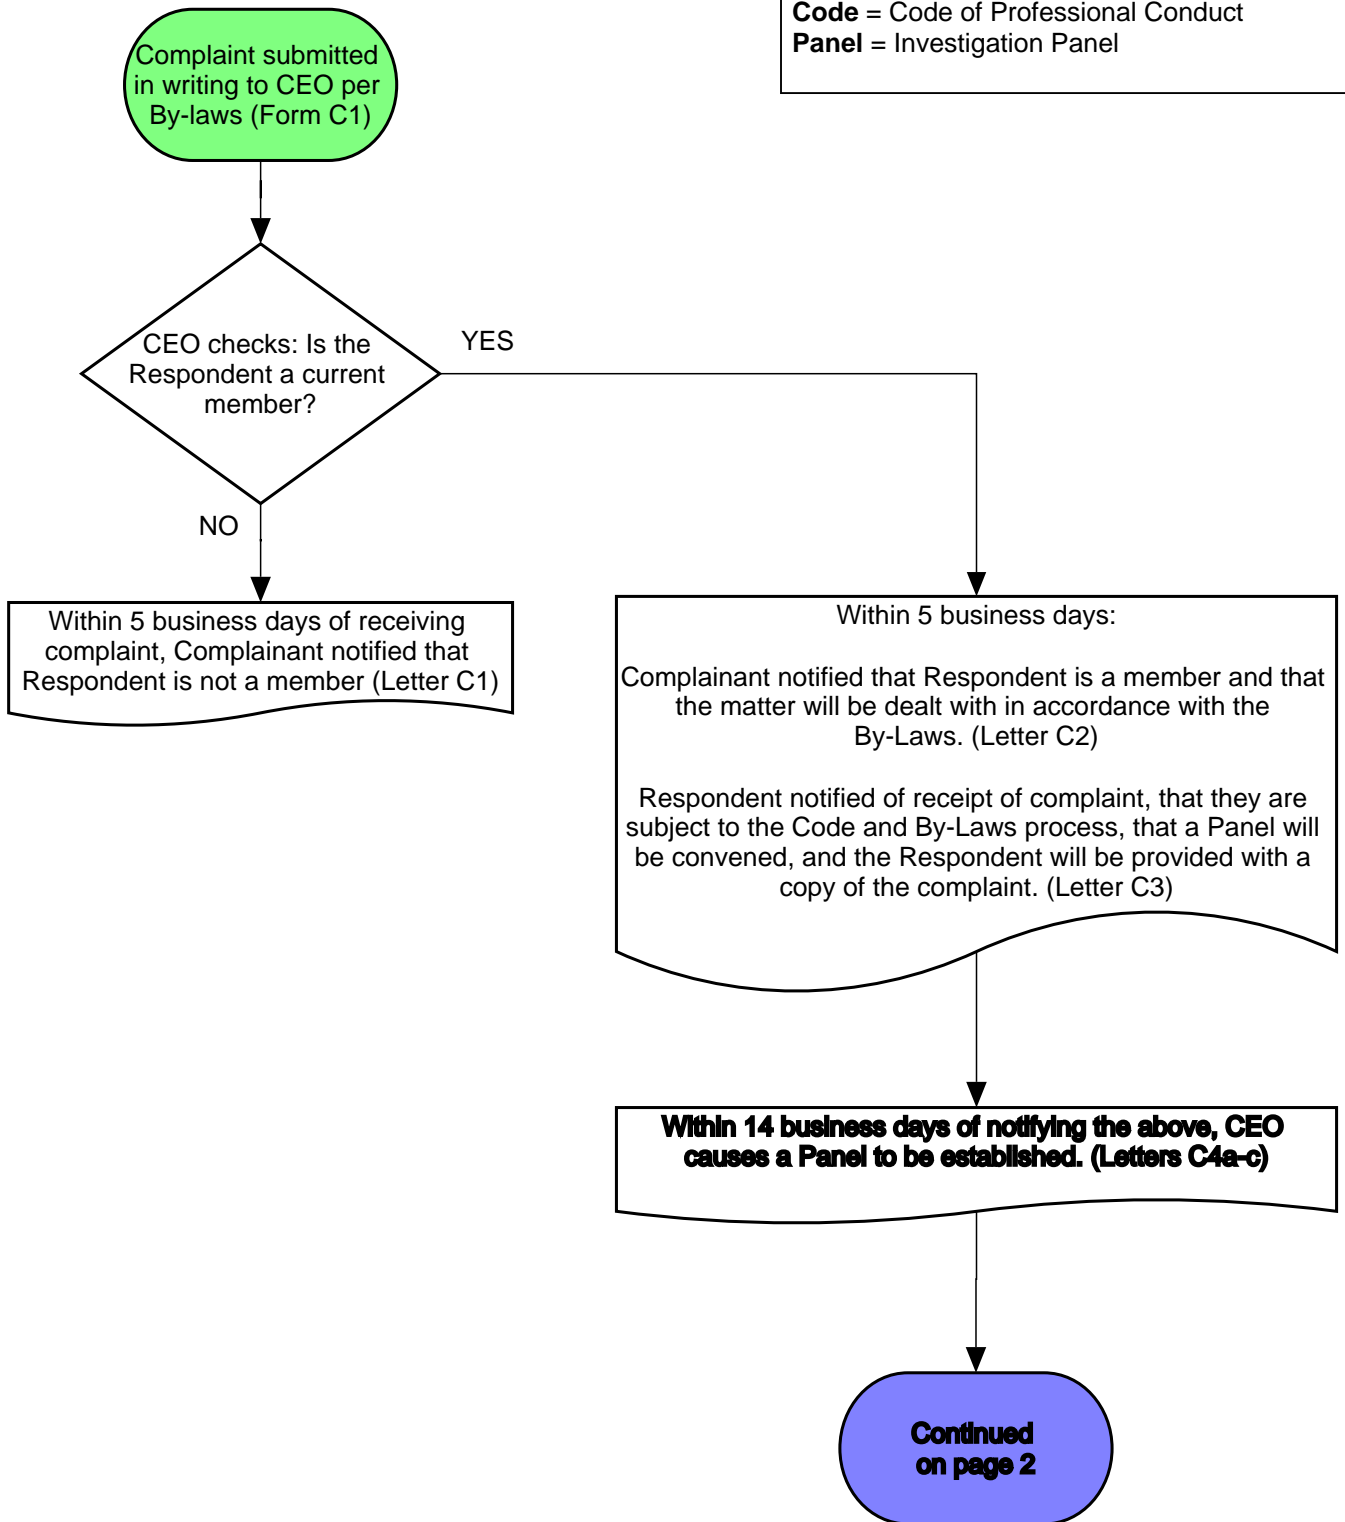 Code = Code of Professional Conduct
Panel = Investigation Panel
Complaint submitted
in writing to CEO per
By-laws (Form C1)
CEO checks: Is the
Respondent a current
member?
YES
NO
Within 5 business days of receiving
complaint, Complainant notified that
Respondent is not a member (Letter C1)
Within 5 business days:
Complainant notified that Respondent is a member and that
the matter will be dealt with in accordance with the
By-Laws. (Letter C2)
Respondent notified of receipt of complaint, that they are
subject to the Code and By-Laws process, that a Panel will
be convened, and the Respondent will be provided with a
copy of the complaint. (Letter C3)
Within 14 business days of notifying the above, CEO
causes a Panel to be established. (Letters C4a-c)
Continued
on page 2